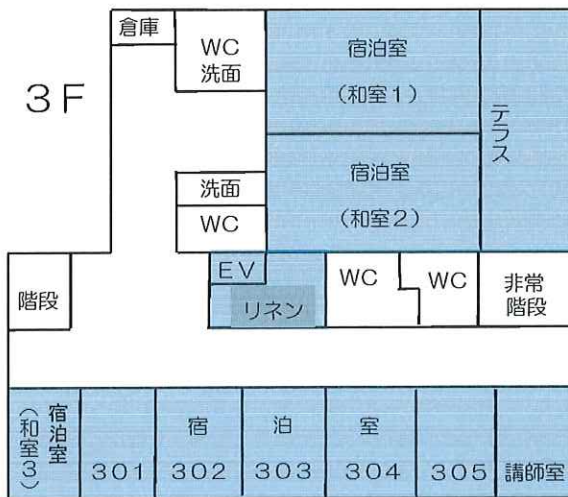 3F
倉庫
WC
洗面
宿泊室
(和室1)
テラス
洗面
WC
宿泊室
(和室2)
階段
EV
リネン
WC
WC
非常
階段
宿泊室
(和室3)
宿 泊 室
301
302
303
304
305
講師室